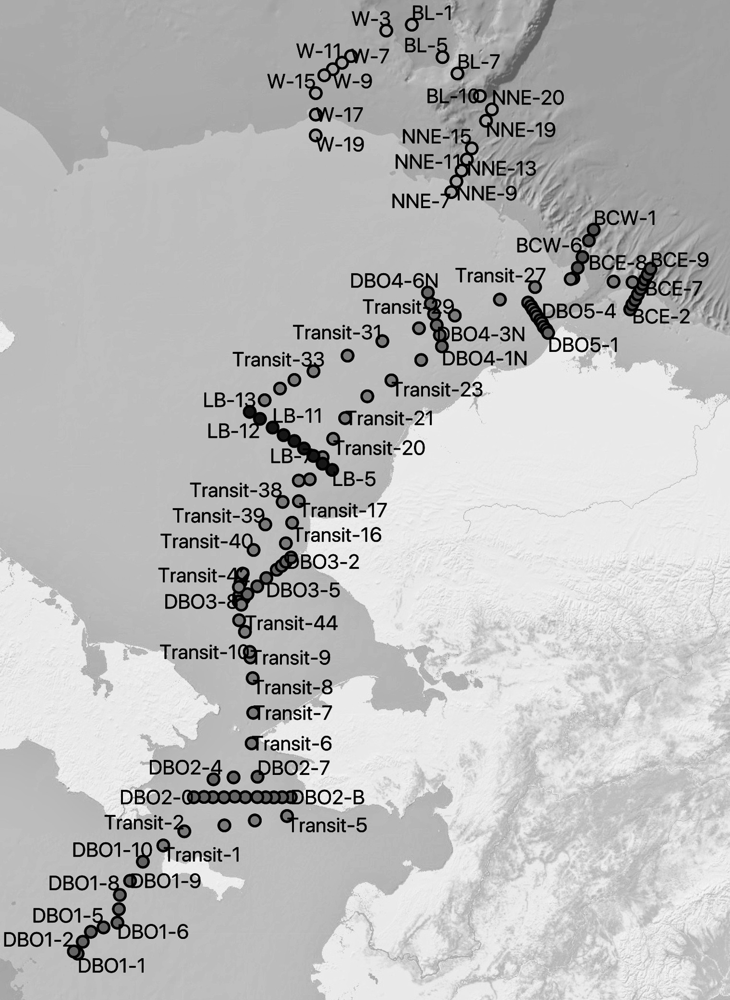 BL-1
W-3
BL-5
W-11
W-7
BL-7
W-15
W-9
BL-10
NNE-20
W-17
NNE-19
NNE-15
W-19
NNE-11
NNE-13
NNE-9
NNE-7
BCW-1
BCW-6
BCE-9
BCE-8
Transit-27
DBO4-6N
BCE-7
Transit-29
DBO5-4
BCE-2
Transit-31
DBO4-3N
DBO5-1
Transit-33
DBO4-1N
Transit-23
LB-13
LB-11
Transit-21
LB-12
Transit-20
LB-7
LB-5
Transit-38
Transit-17
Transit-39
Transit-16
Transit-40
DBO3-2
Transit-42
DBO3-5
DBO3-8
Transit-44
Transit-10
Transit-9
Transit-8
Transit-7
Transit-6
DBO2-4
DBO2-7
DBO2-0
DBO2-B
Transit-2
Transit-5
DBO1-10
Transit-1
DBO1-9
DBO1-8
DBO1-5
DBO1-6
DBO1-2
DBO1-1